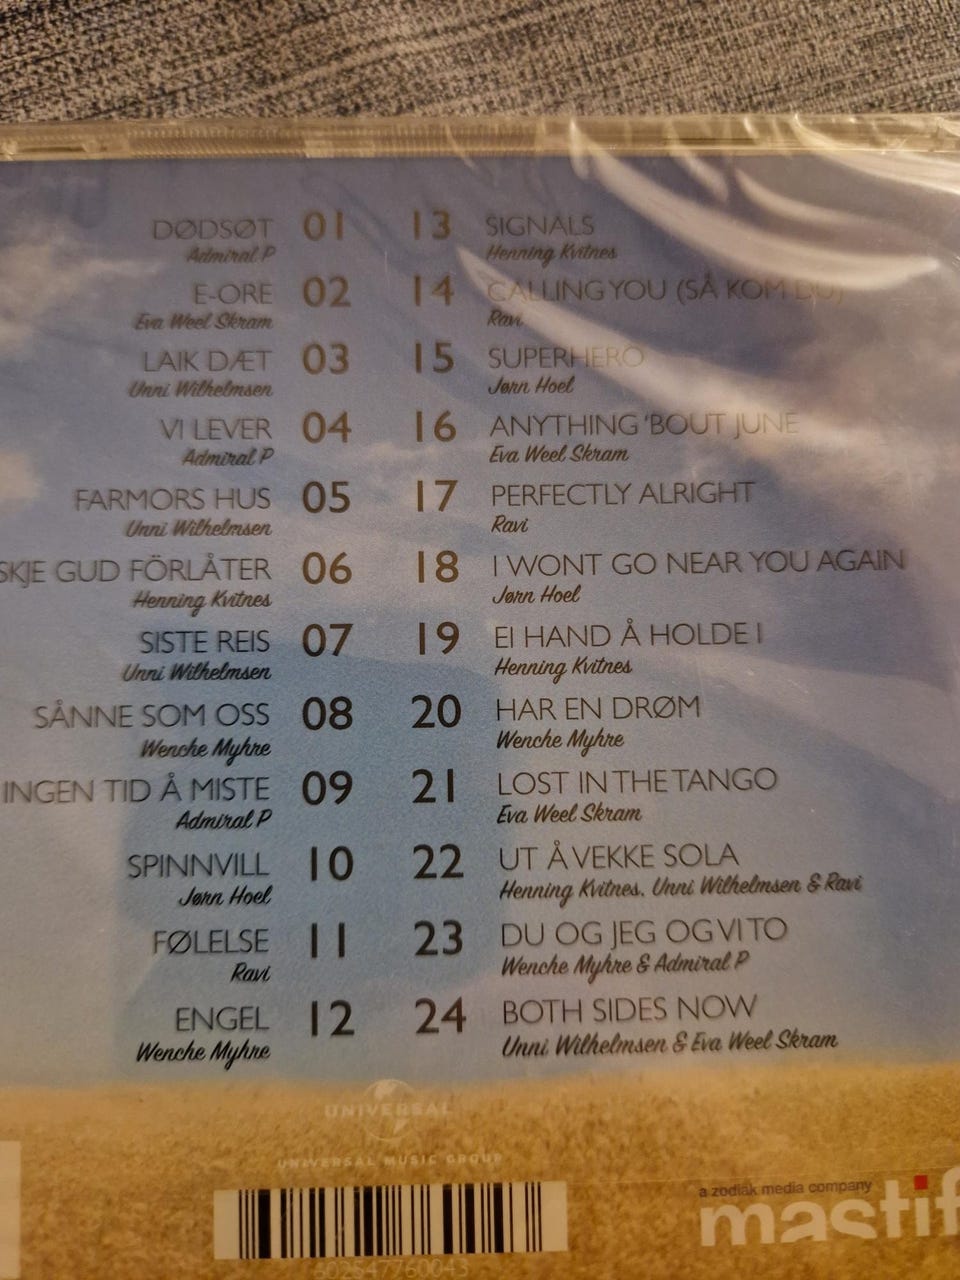 DØDSØT 01
Admiral P
E-ORE 02
Eva Weel Skram
LAIK DÆT 03
Unni Wilhelmsen
VI LEVER 04
Admiral P
FARMORS HUS 05
Unni Wilhelmsen
SKJE GUD FÖRLÅTER 06
Henning Kvitnes
SISTE REIS 07
Unni Wilhelmsen
SÅNNE SOM OSS 08
Wenche Myhre
INGEN TID Å MISTE 09
Admiral P
SPINNVILL 10
Jørn Hoel
FØLELSE 11
Ravi
ENGEL 12
Wenche Myhre
13 SIGNALS
Henning Kvitnes
14 CALLING YOU (SÅ KOM DU)
Ravi
15 SUPERHERO
Jørn Hoel
16 ANYTHING 'BOUT JUNE
Eva Weel Skram
17 PERFECTLY ALRIGHT
Ravi
18 I WONT GO NEAR YOU AGAIN
Jørn Hoel
19 EI HAND Å HOLDE I
Henning Kvitnes
20 HAR EN DRØM
Wenche Myhre
21 LOST IN THE TANGO
Eva Weel Skram
22 UT Å VEKKE SOLA
Henning Kvitnes, Unni Wilhelmsen & Ravi
23 DU OG JEG OG VI TO
Wenche Myhre & Admiral P
24 BOTH SIDES NOW
Unni Wilhelmsen & Eva Weel Skram
UNIVERSAL
UNIVERSAL MUSIC GROUP
602547760043
a zodiak media company
mastif